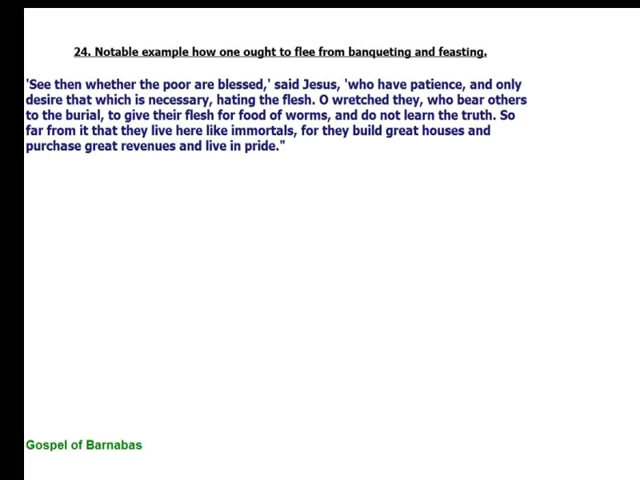 24. Notable example how one ought to flee from banqueting and feasting.
'See then whether the poor are blessed,' said Jesus, 'who have patience, and only
desire that which is necessary, hating the flesh. O wretched they, who bear others
to the burial, to give their flesh for food of worms, and do not learn the truth. So
far from it that they live here like immortals, for they build great houses and
purchase great revenues and live in pride."
Gospel of Barnabas